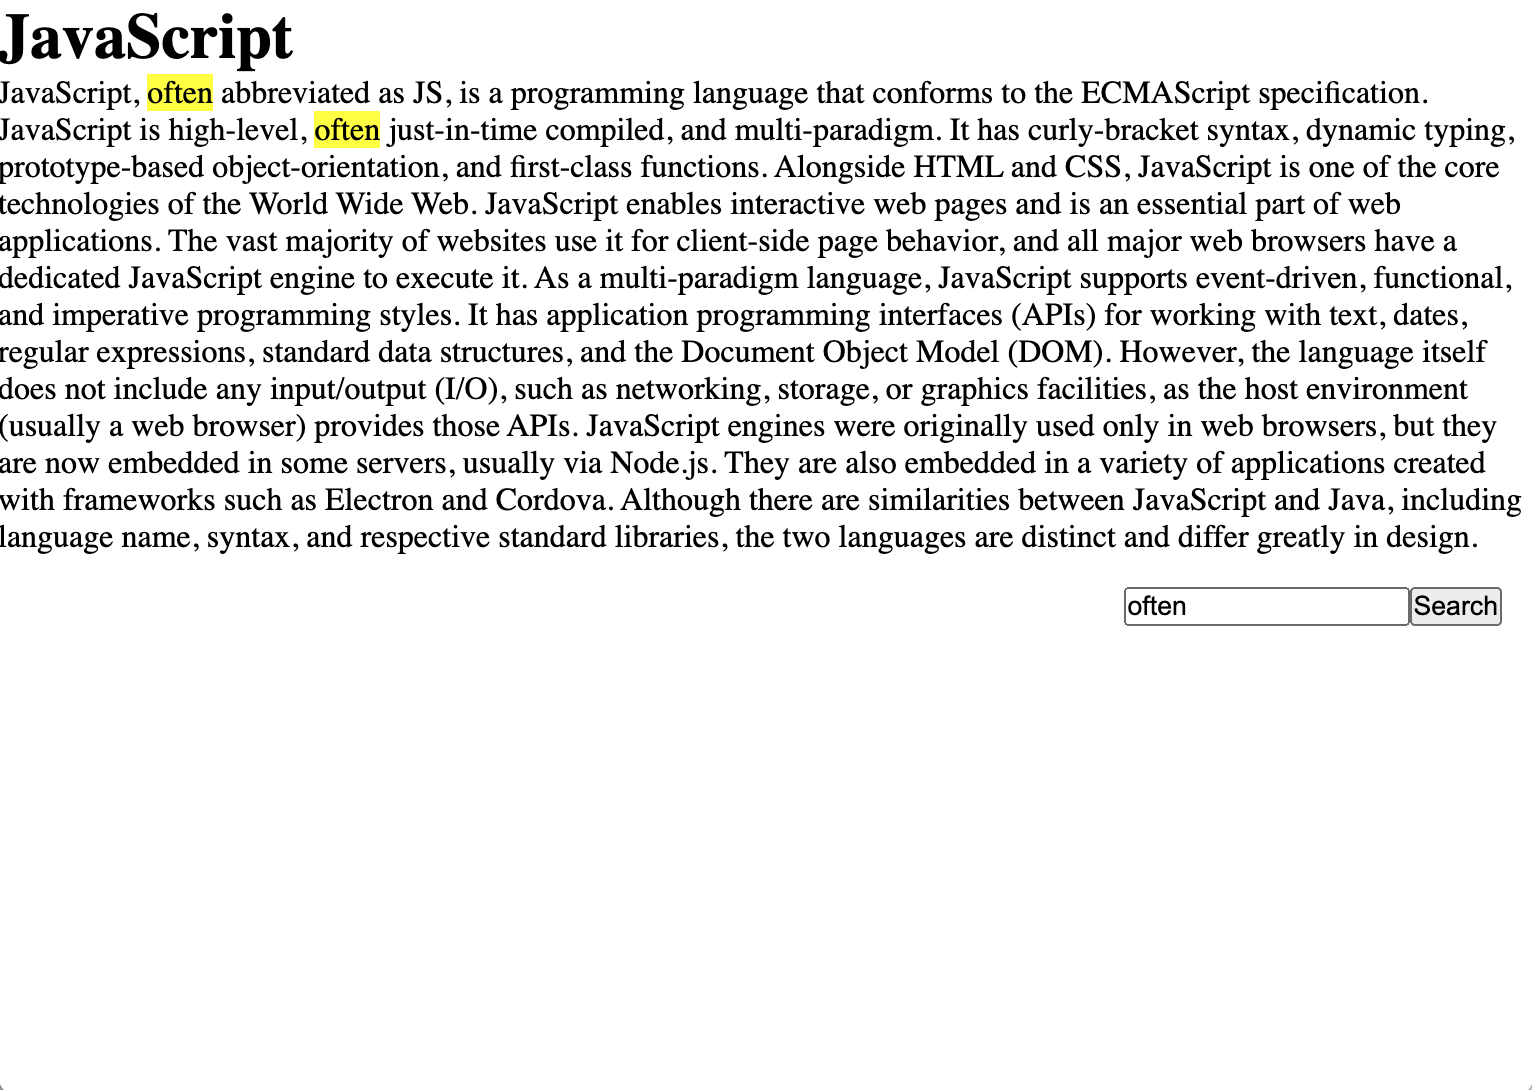 JavaScript
JavaScript, often abbreviated as JS, is a programming language that conforms to the ECMAScript specification.
JavaScript is high-level, often just-in-time compiled, and multi-paradigm. It has curly-bracket syntax, dynamic typing,
prototype-based object-orientation, and first-class functions. Alongside HTML and CSS, JavaScript is one of the core
technologies of the World Wide Web. JavaScript enables interactive web pages and is an essential part of web
applications. The vast majority of websites use it for client-side page behavior, and all major web browsers have a
dedicated JavaScript engine to execute it. As a multi-paradigm language, JavaScript supports event-driven, functional,
and imperative programming styles. It has application programming interfaces (APIs) for working with text, dates,
regular expressions, standard data structures, and the Document Object Model (DOM). However, the language itself
does not include any input/output (I/O), such as networking, storage, or graphics facilities, as the host environment
(usually a web browser) provides those APIs. JavaScript engines were originally used only in web browsers, but they
are now embedded in some servers, usually via Node.js. They are also embedded in a variety of applications created
with frameworks such as Electron and Cordova. Although there are similarities between JavaScript and Java, including
language name, syntax, and respective standard libraries, the two languages are distinct and differ greatly in design.
often Search